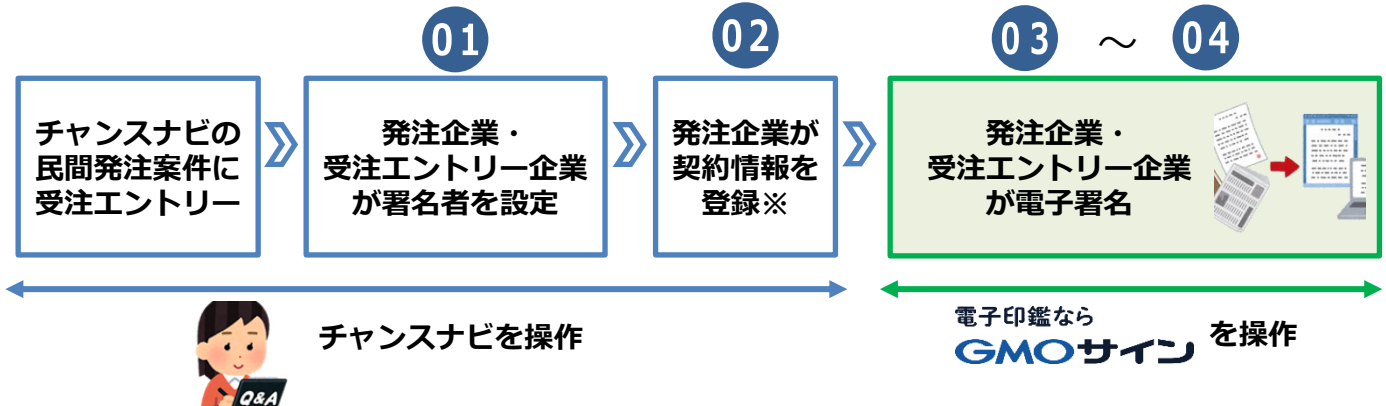 01
02
03 ～ 04
チャンスナビの
民間発注案件に
受注エントリー
発注企業・
受注エントリー企業
が署名者を設定
発注企業が
契約情報を
登録※
発注企業・
受注エントリー企業
が電子署名
チャンスナビを操作
Q&A
電子印鑑なら
GMOサイン
を操作